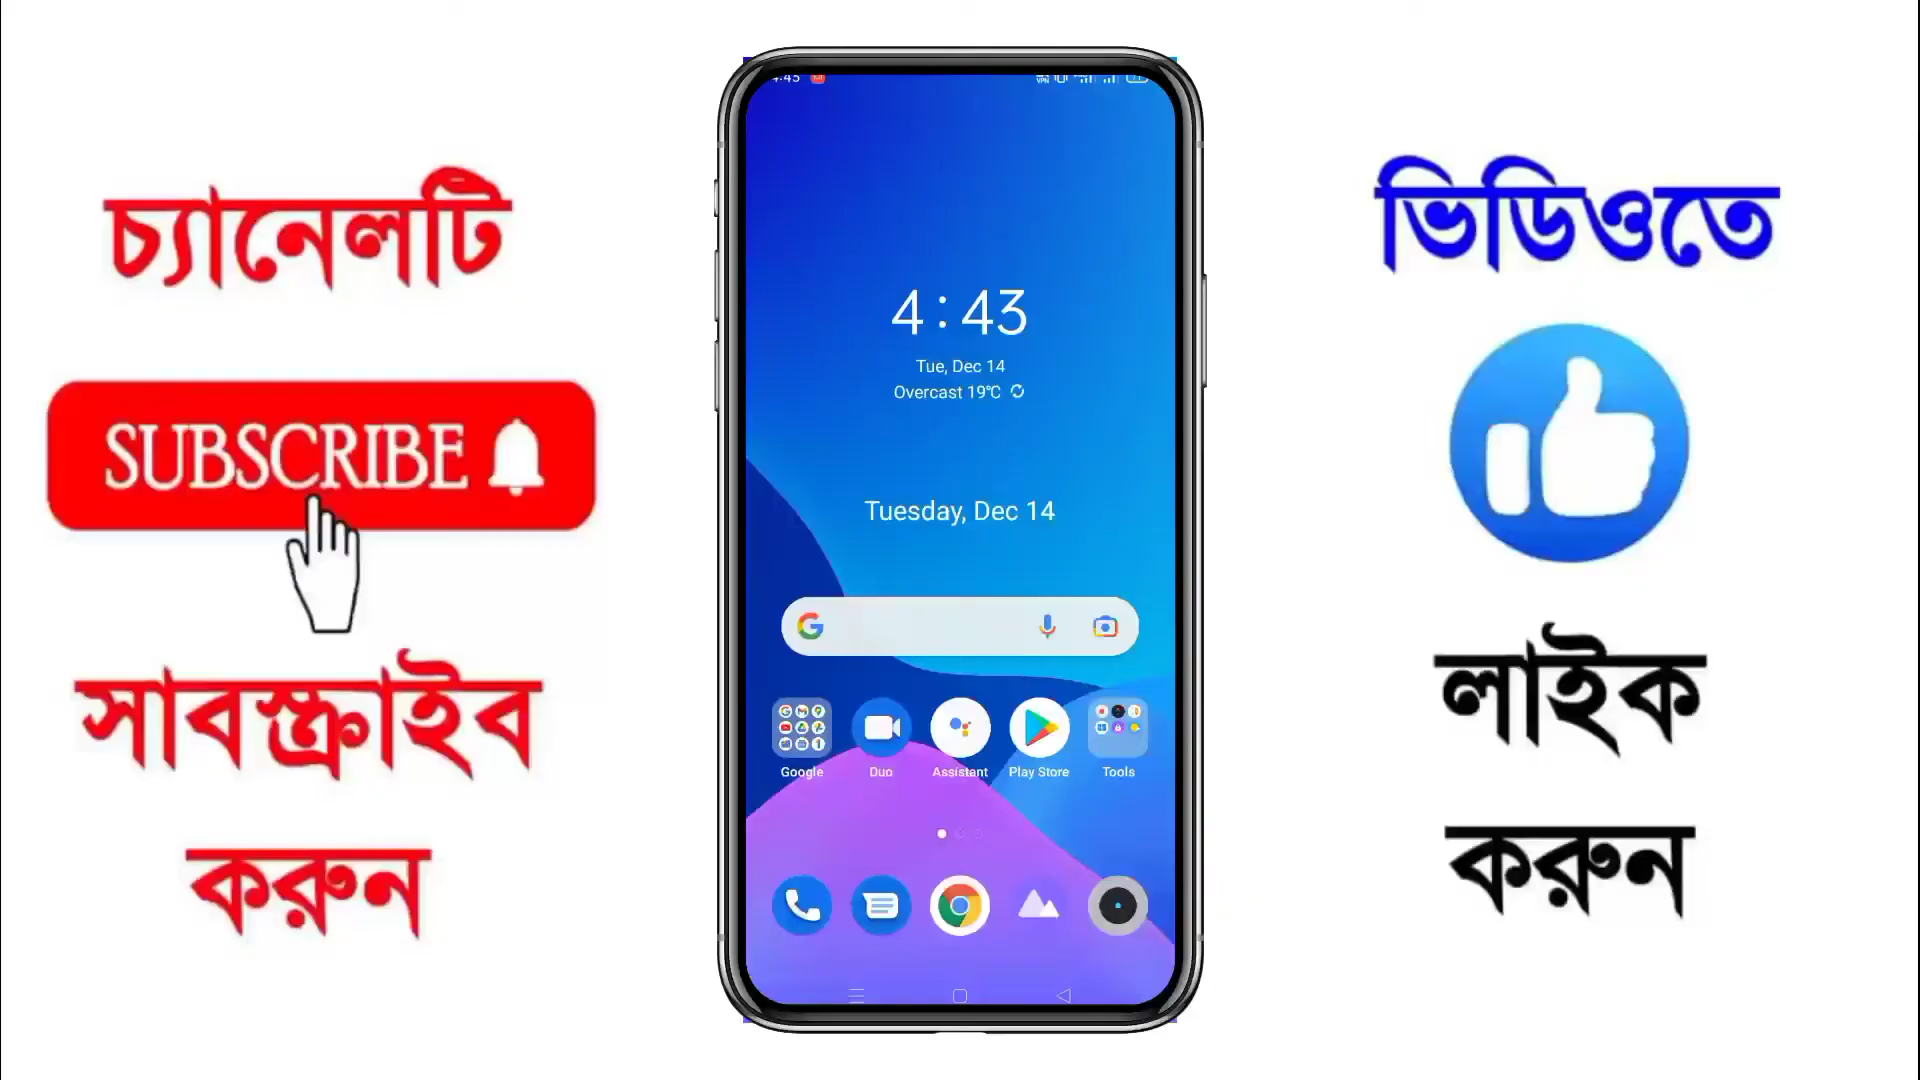 চ্যানেলটি
SUBSCRIBE
সাবস্ক্রাইব
করুন
4:43
Tue, Dec 14
Overcast 19℃
Tuesday, Dec 14
Google Duo Assistant Play Store Tools
ভিডিওতে
লাইক
করুন